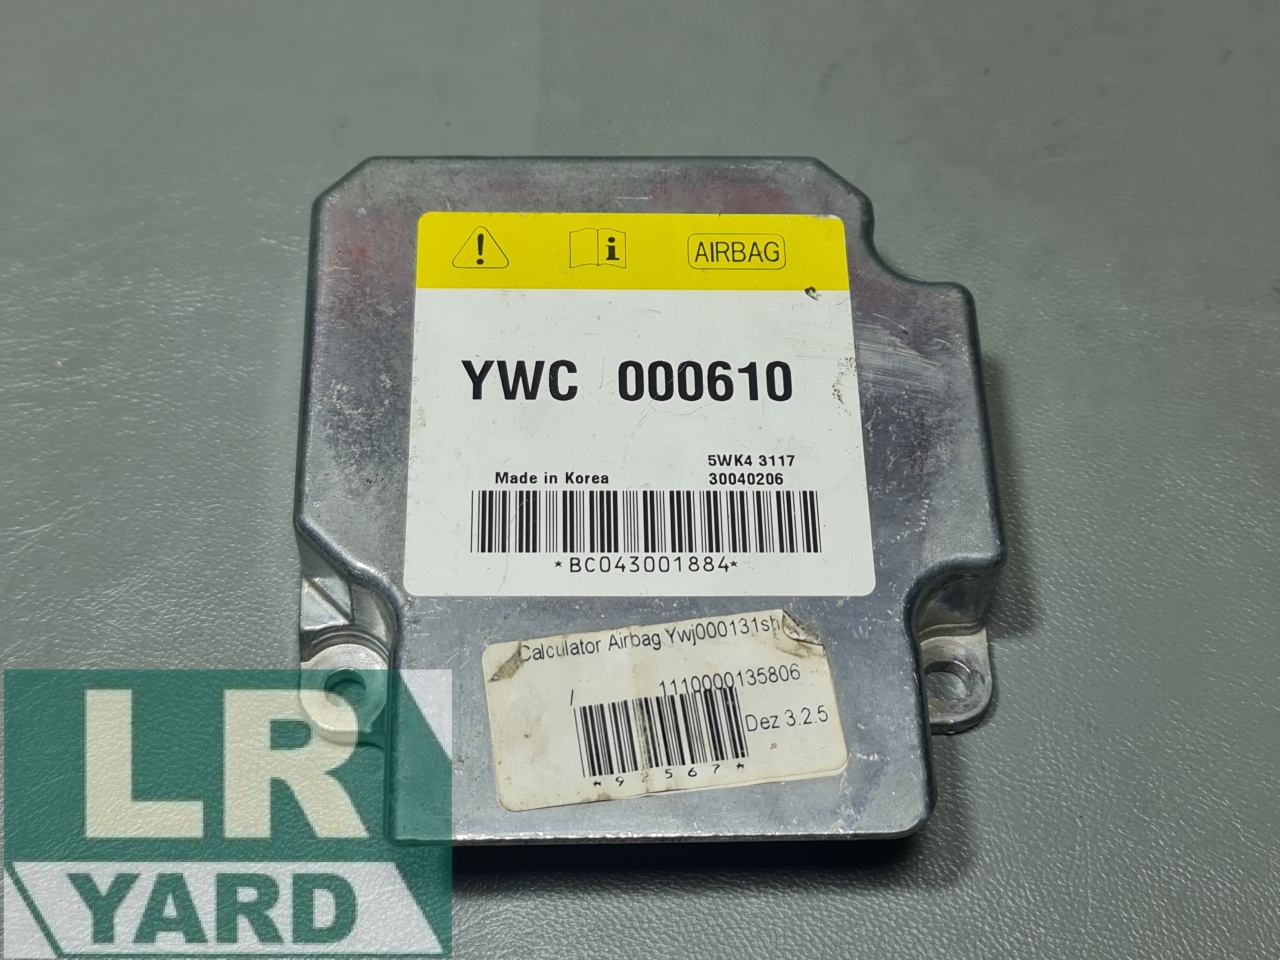 AIRBAG
YWC 000610
5WK4 3117
Made in Korea 30040206
*BC043001884*
Calculator Airbag Ywj000131sh
/ 1110000135806
Dez 3.2.5
*92567*
LR
YARD